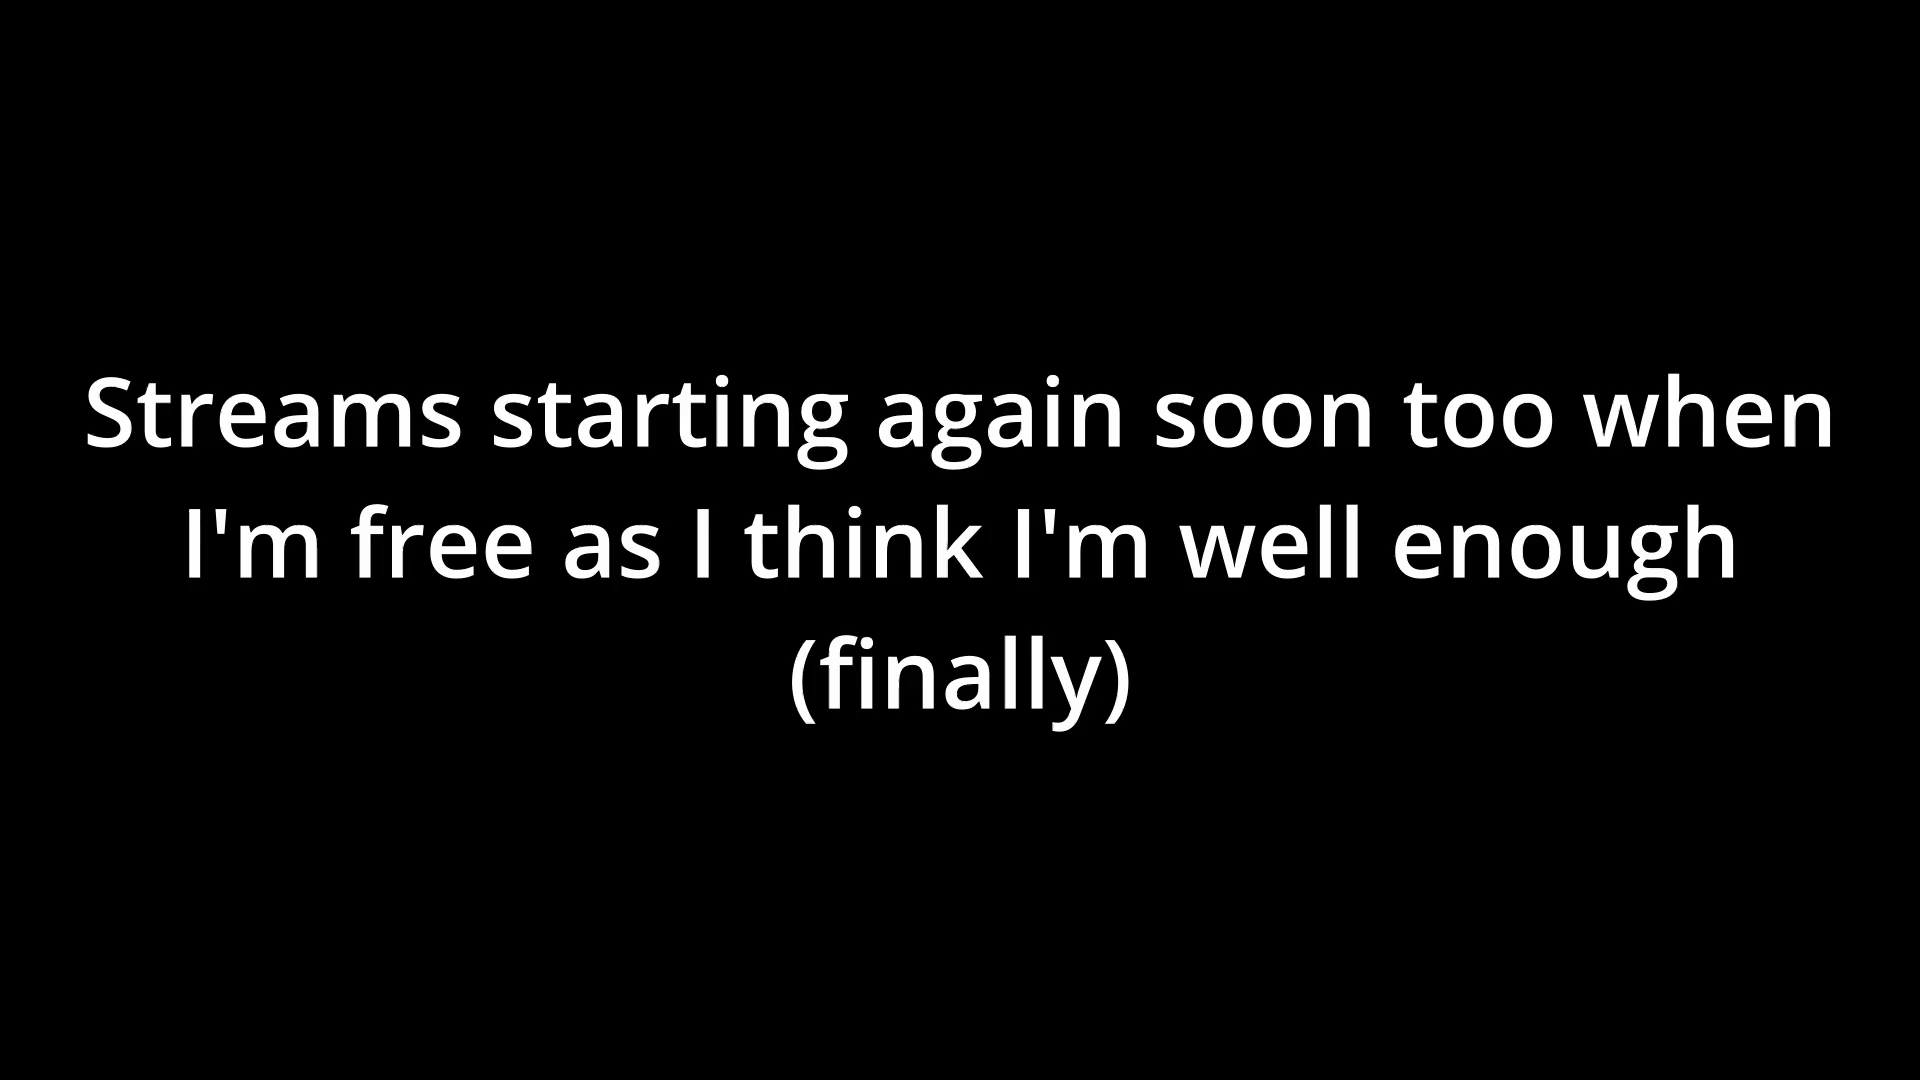 Streams starting again soon too when
I'm free as I think I'm well enough
(finally)